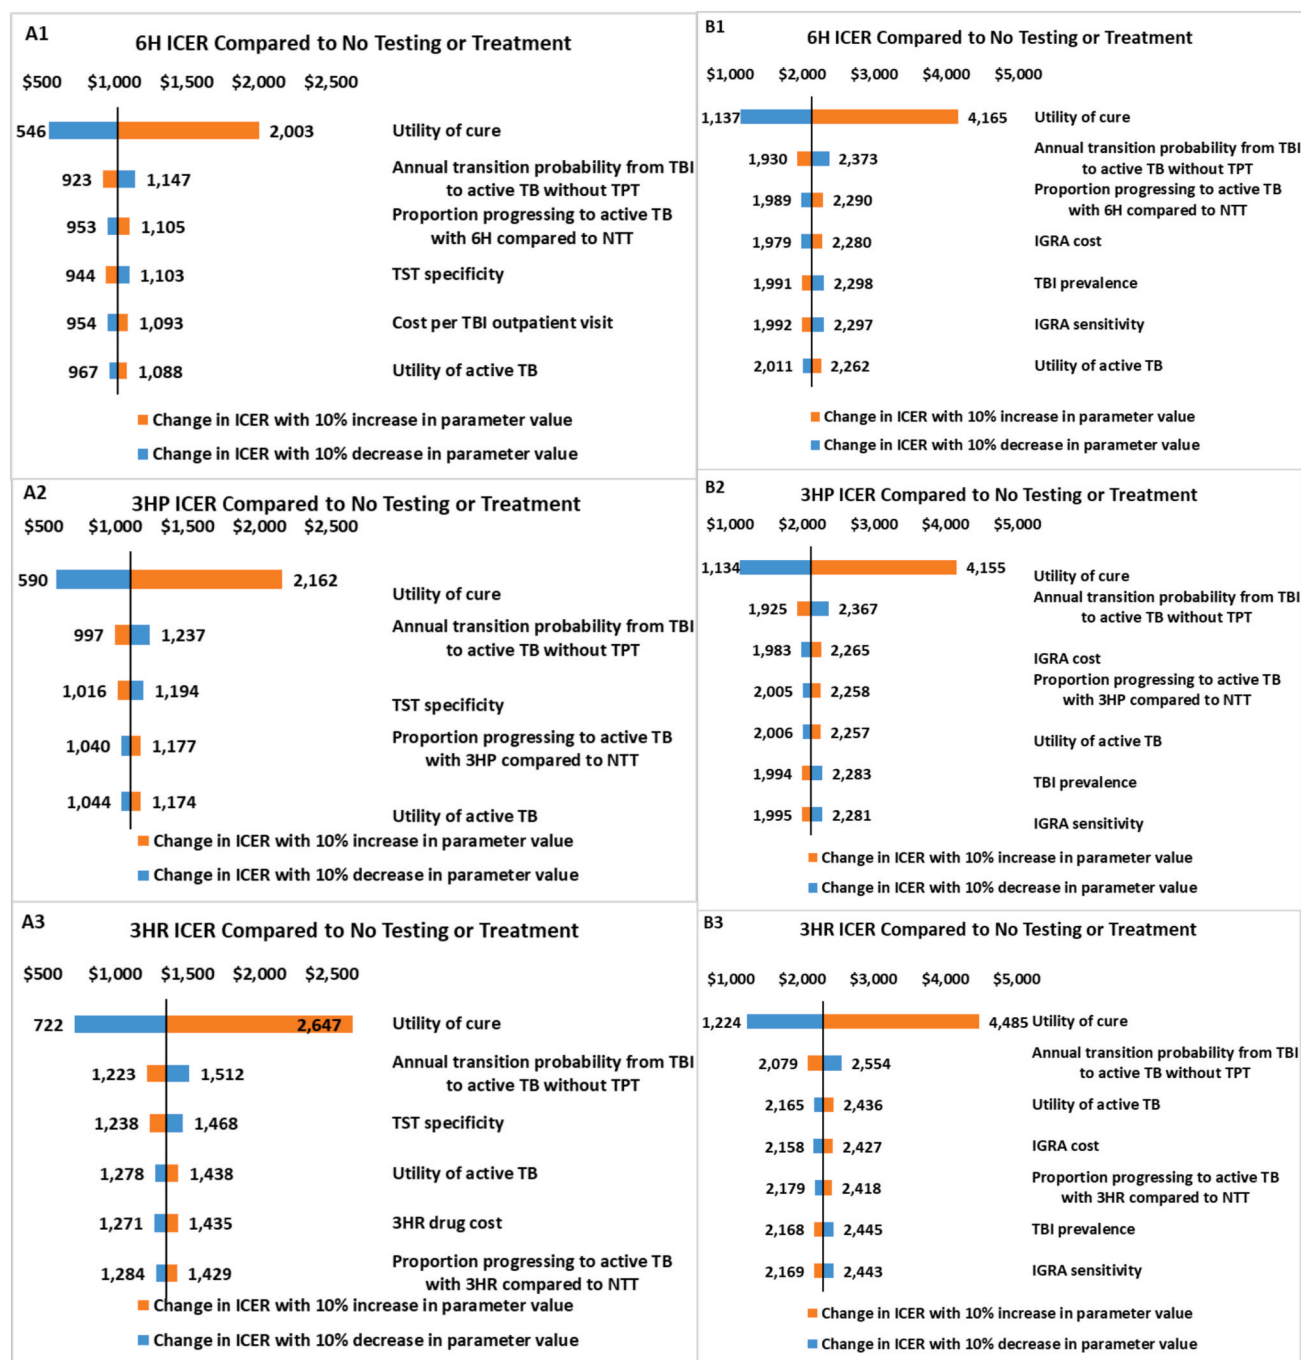 A1
6H ICER Compared to No Testing or Treatment
$500 $1,000 $1,500 $2,000 $2,500
546 2,003 Utility of cure
923 1,147 Annual transition probability from TBI
to active TB without TPT
953 1,105 Proportion progressing to active TB
with 6H compared to NTT
944 1,103 TST specificity
954 1,093 Cost per TBI outpatient visit
967 1,088 Utility of active TB
Change in ICER with 10% increase in parameter value
Change in ICER with 10% decrease in parameter value
B1
6H ICER Compared to No Testing or Treatment
$1,000 $2,000 $3,000 $4,000 $5,000
1,137 4,165 Utility of cure
1,930 2,373 Annual transition probability from TBI
to active TB without TPT
1,989 2,290 Proportion progressing to active TB
with 6H compared to NTT
1,979 2,280 IGRA cost
1,991 2,298 TBI prevalence
1,992 2,297 IGRA sensitivity
2,011 2,262 Utility of active TB
Change in ICER with 10% increase in parameter value
Change in ICER with 10% decrease in parameter value
A2
3HP ICER Compared to No Testing or Treatment
$500 $1,000 $1,500 $2,000 $2,500
590 2,162 Utility of cure
997 1,237 Annual transition probability from TBI
to active TB without TPT
1,016 1,194 TST specificity
1,040 1,177 Proportion progressing to active TB
with 3HP compared to NTT
1,044 1,174 Utility of active TB
Change in ICER with 10% increase in parameter value
Change in ICER with 10% decrease in parameter value
B2
3HP ICER Compared to No Testing or Treatment
$1,000 $2,000 $3,000 $4,000 $5,000
1,134 4,155 Utility of cure
1,925 2,367 Annual transition probability from TBI
to active TB without TPT
1,983 2,265 IGRA cost
2,005 2,258 Proportion progressing to active TB
with 3HP compared to NTT
2,006 2,257 Utility of active TB
1,994 2,283 TBI prevalence
1,995 2,281 IGRA sensitivity
Change in ICER with 10% increase in parameter value
Change in ICER with 10% decrease in parameter value
A3
3HR ICER Compared to No Testing or Treatment
$500 $1,000 $1,500 $2,000 $2,500
722 2,647 Utility of cure
1,223 1,512 Annual transition probability from TBI
to active TB without TPT
1,238 1,468 TST specificity
1,278 1,438 Utility of active TB
1,271 1,435 3HR drug cost
1,284 1,429 Proportion progressing to active TB
with 3HR compared to NTT
Change in ICER with 10% increase in parameter value
Change in ICER with 10% decrease in parameter value
B3
3HR ICER Compared to No Testing or Treatment
$1,000 $2,000 $3,000 $4,000 $5,000
1,224 4,485 Utility of cure
2,079 2,554 Annual transition probability from TBI
to active TB without TPT
2,165 2,436 Utility of active TB
2,158 2,427 IGRA cost
2,179 2,418 Proportion progressing to active TB
with 3HR compared to NTT
2,168 2,445 TBI prevalence
2,169 2,443 IGRA sensitivity
Change in ICER with 10% increase in parameter value
Change in ICER with 10% decrease in parameter value